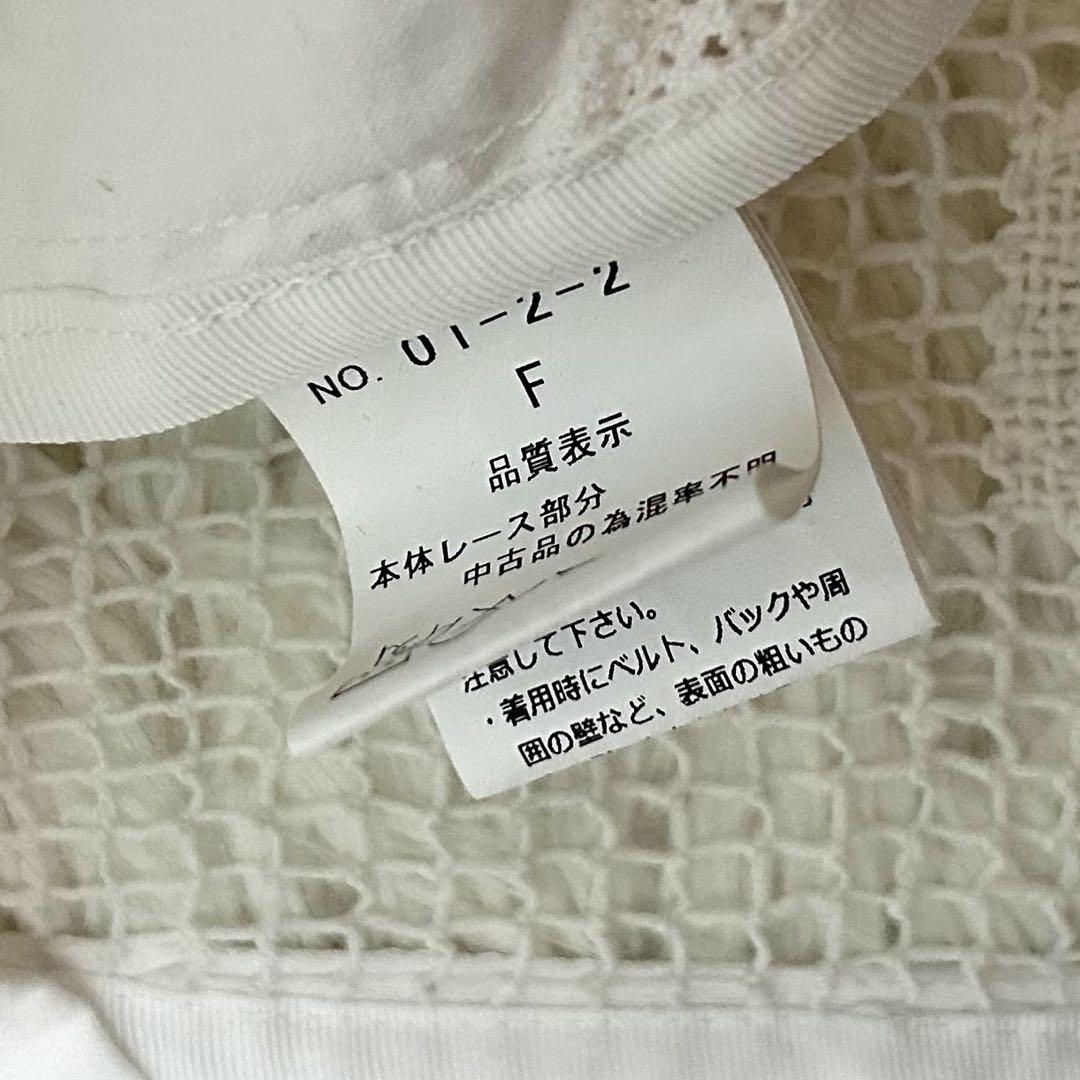 NO. 01-2-2
F
品質表示
本体レース部分
中古品の為混率不明
注意して下さい。
・着用時にベルト、バックや周
囲の壁など、表面の粗いもの